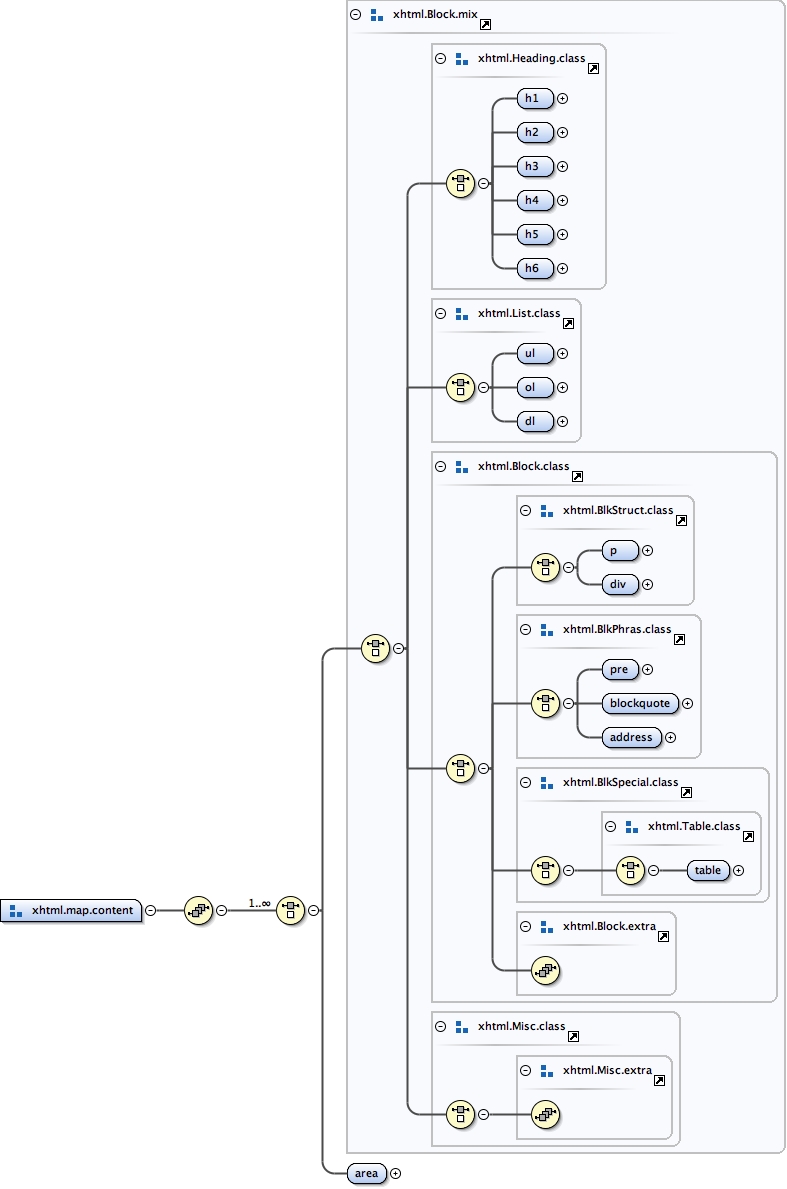 xhtml.Block.mix
xhtml.Heading.class
h1
h2
h3
h4
h5
h6
xhtml.List.class
ul
ol
dl
xhtml.Block.class
xhtml.BlkStruct.class
p
div
xhtml.BlkPhras.class
pre
blockquote
address
xhtml.BlkSpecial.class
xhtml.Table.class
table
xhtml.map.content
1..∞
xhtml.Block.extra
xhtml.Misc.class
xhtml.Misc.extra
area